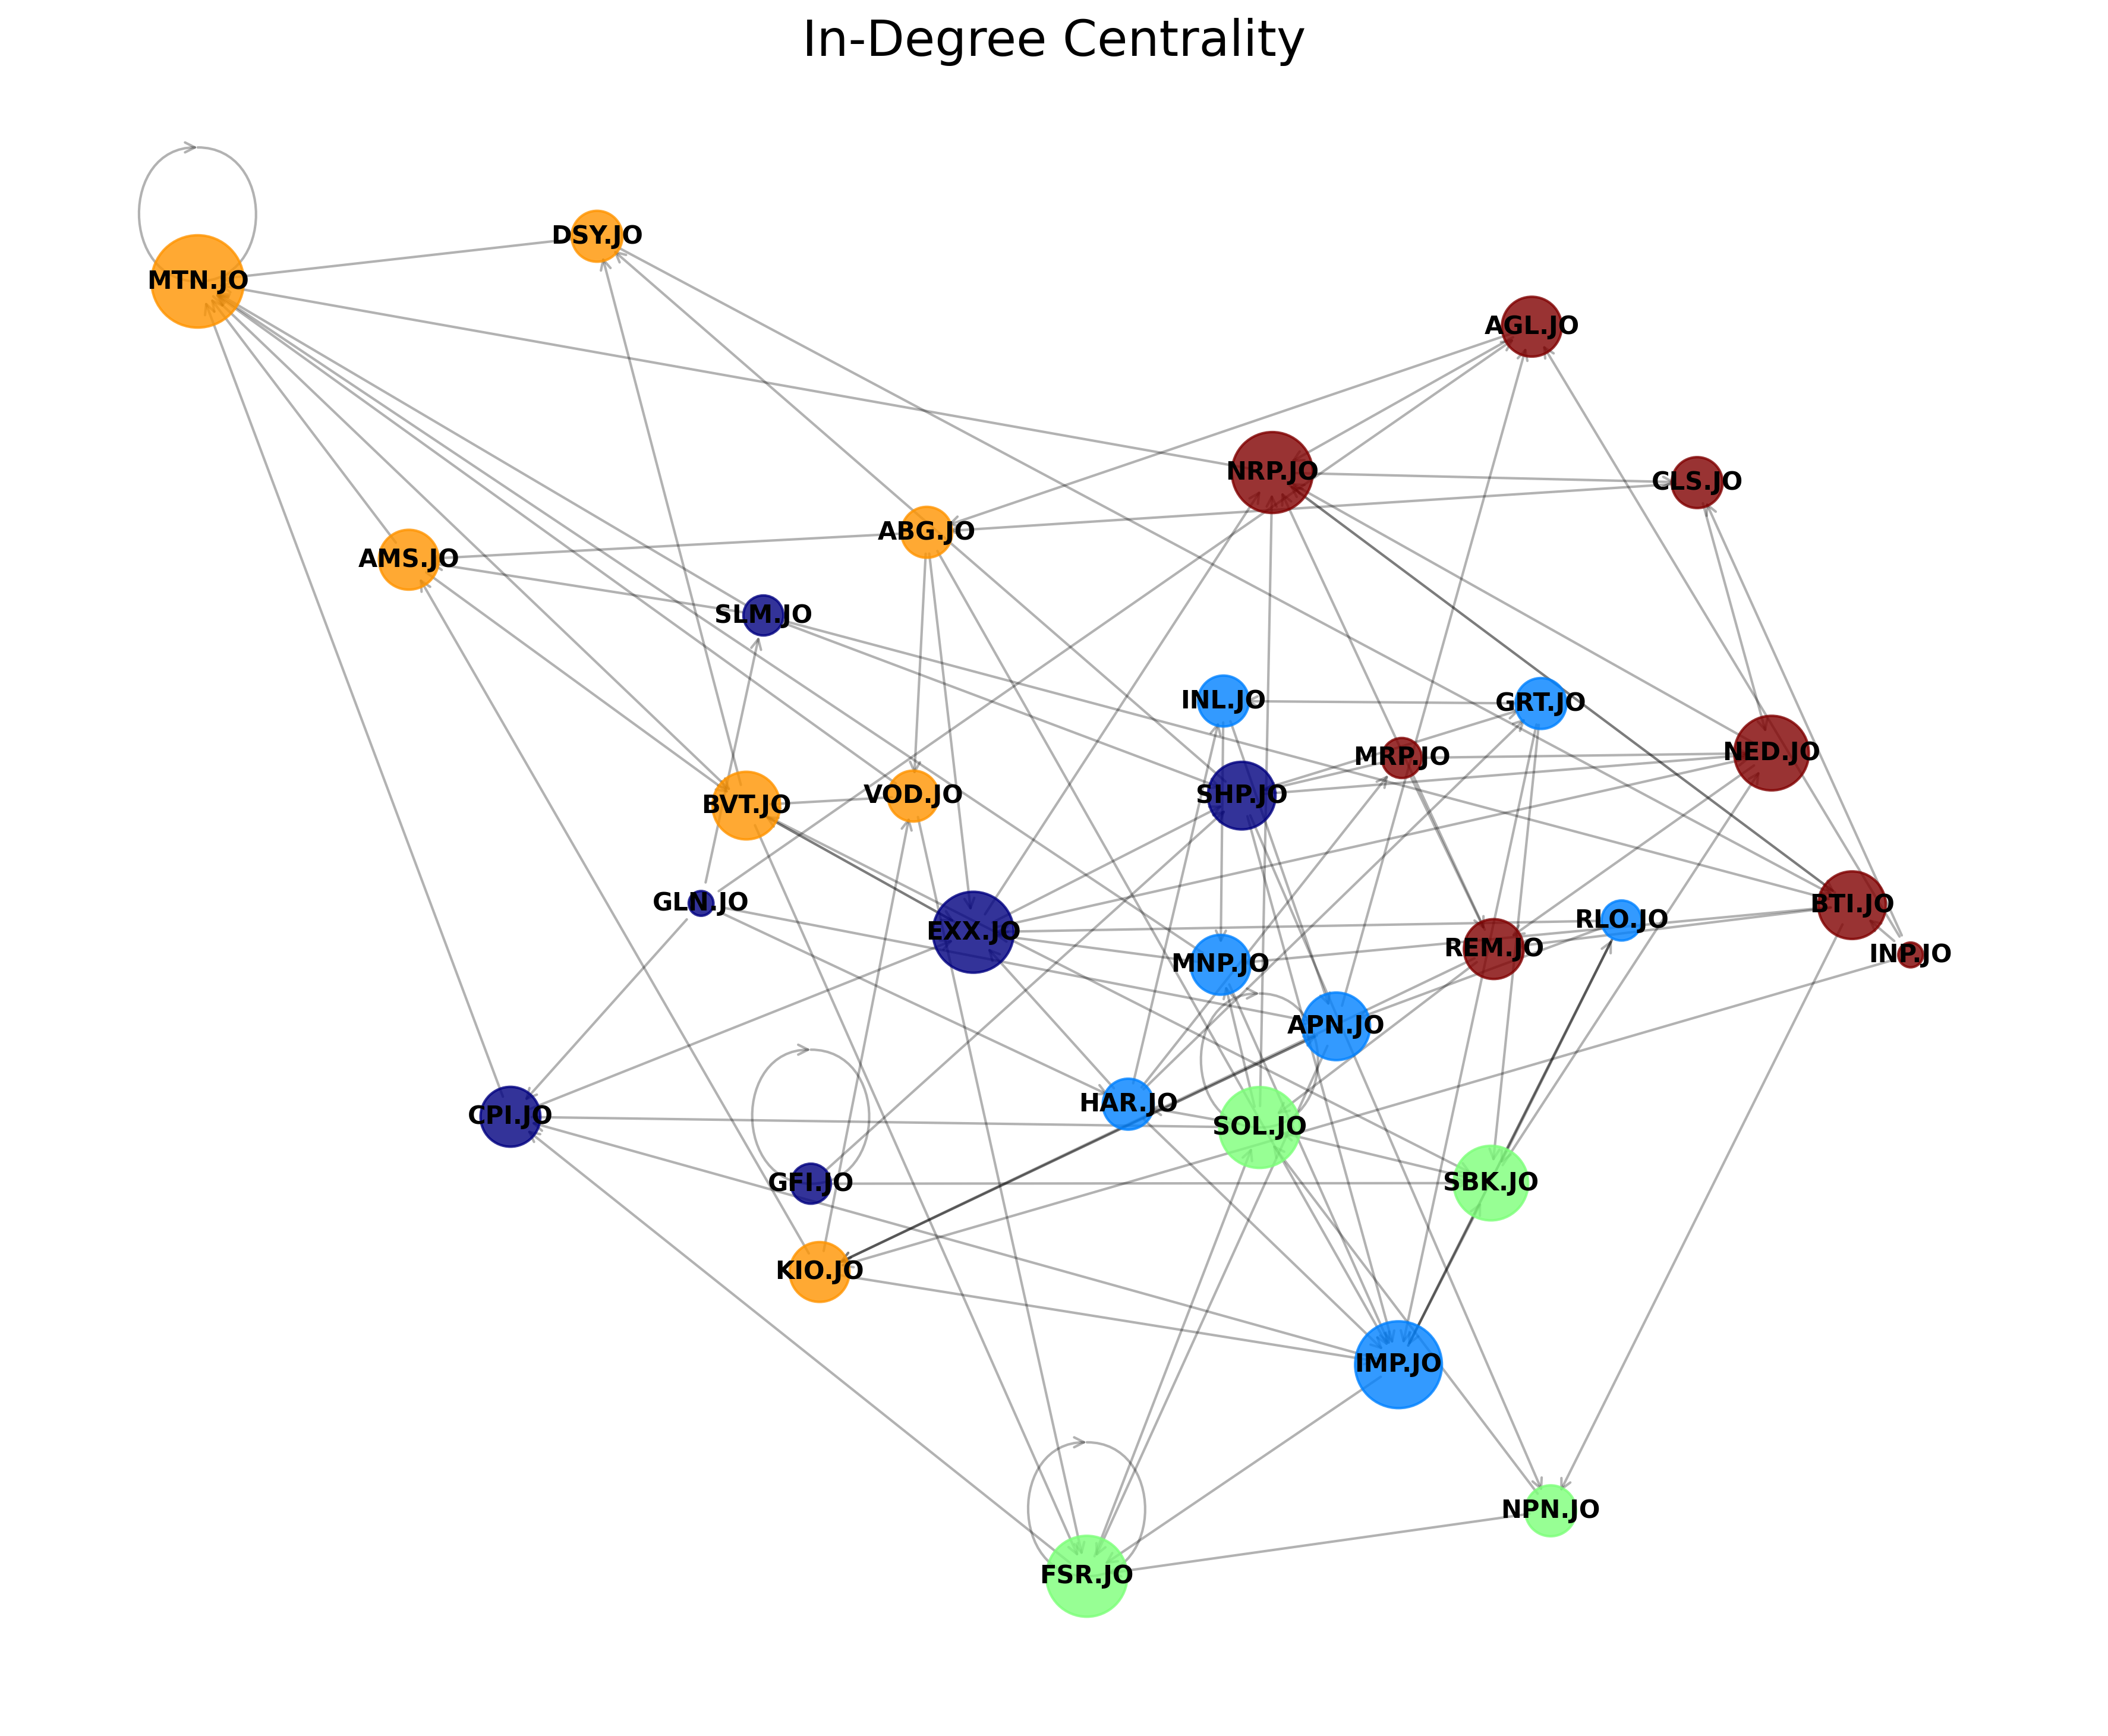 In-Degree Centrality
DSY.JO
MTN.JO
AGL.JO
NRP.JO
CLS.JO
ABG.JO
AMS.JO
SLM.JO
INL.JO
GRT.JO
MRP.JO
NED.JO
SHP.JO
VOD.JO
BVT.JO
GLN.JO
BTI.JO
RLO.JO
EXX.JO
REM.JO
INP.JO
MNP.JO
APN.JO
HAR.JO
CPI.JO
SOL.JO
GFI.JO
SBK.JO
KIO.JO
IMP.JO
NPN.JO
FSR.JO